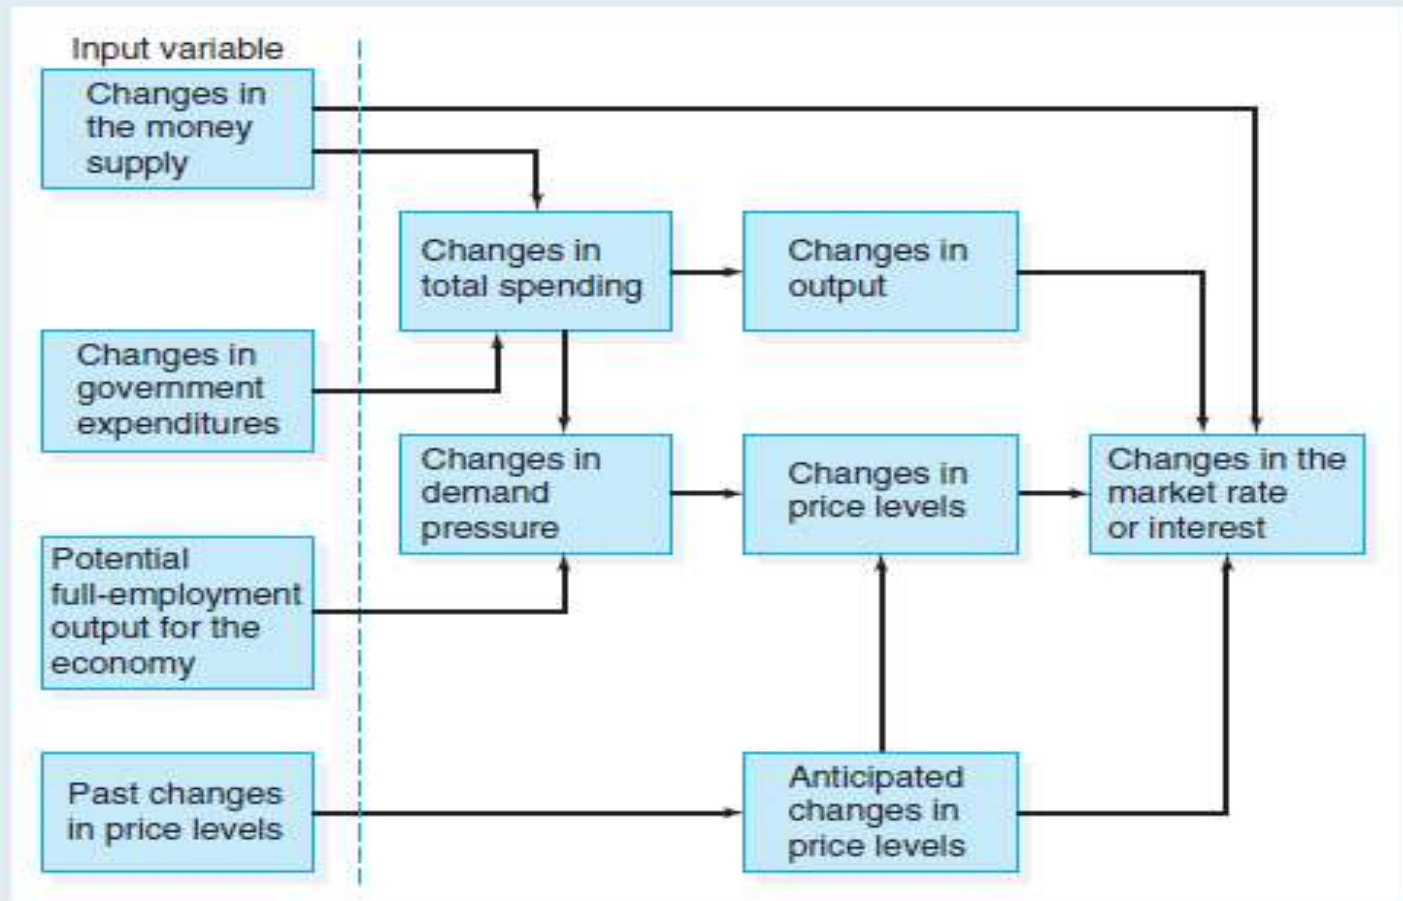 Input variable
Changes in
the money
supply
Changes in
total spending
Changes in
output
Changes in
government
expenditures
Changes in
demand
pressure
Changes in
price levels
Changes in the
market rate
or interest
Potential
full-employment
output for the
economy
Past changes
in price levels
Anticipated
changes in
price levels